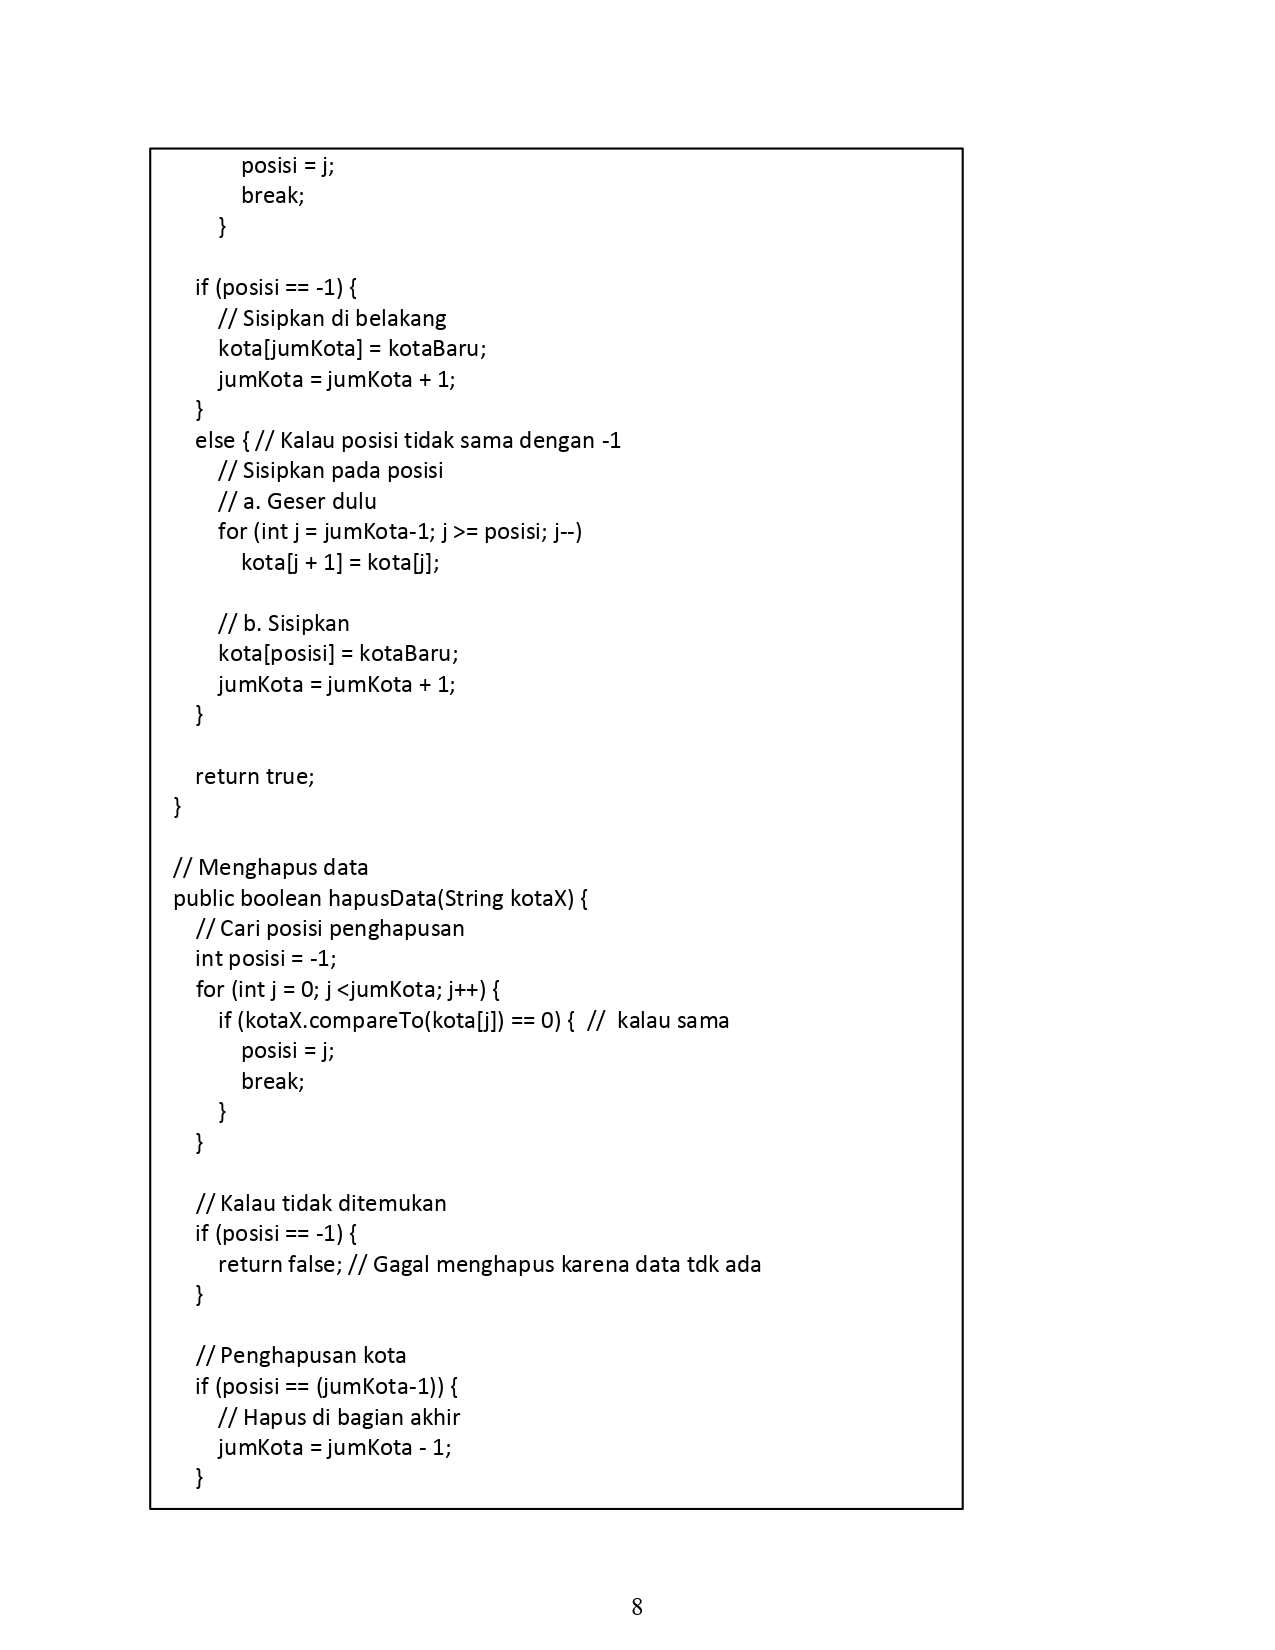 posisi = j;
break;
}
if (posisi == -1) {
// Sisipkan di belakang
kota[jumKota] = kotaBaru;
jumKota = jumKota + 1;
}
else { // Kalau posisi tidak sama dengan -1
// Sisipkan pada posisi
// a. Geser dulu
for (int j = jumKota-1; j >= posisi; j--)
kota[j + 1] = kota[j];
// b. Sisipkan
kota[posisi] = kotaBaru;
jumKota = jumKota + 1;
}
return true;
}
// Menghapus data
public boolean hapusData(String kotaX) {
// Cari posisi penghapusan
int posisi = -1;
for (int j = 0; j <jumKota; j++) {
if (kotaX.compareTo(kota[j]) == 0) {  //  kalau sama
posisi = j;
break;
}
}
// Kalau tidak ditemukan
if (posisi == -1) {
return false; // Gagal menghapus karena data tdk ada
}
// Penghapusan kota
if (posisi == (jumKota-1)) {
// Hapus di bagian akhir
jumKota = jumKota - 1;
}
8